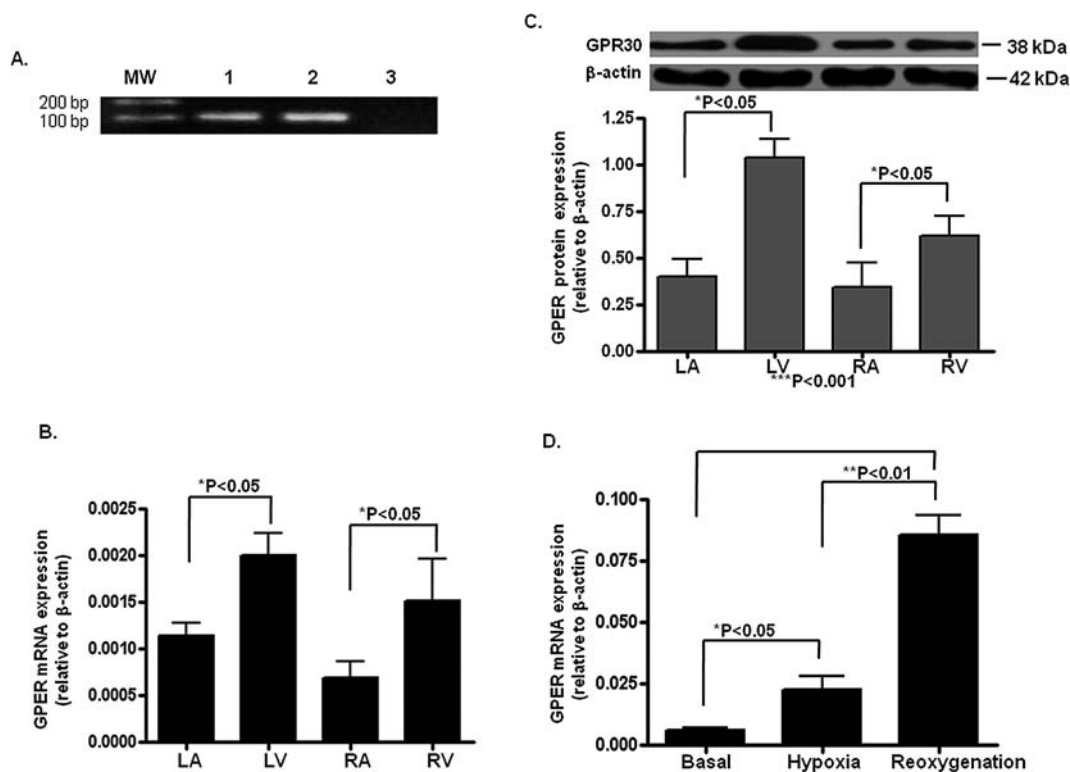 A.
MW 1 2 3
200 bp
100 bp
C.
GPR30
38 kDa
β-actin
42 kDa
*P<0.05
*P<0.05
1.25
1.00
0.75
0.50
0.25
0.00
GPER protein expression
(relative to β-actin)
LA LV RA RV
***P<0.001
B.
*P<0.05
*P<0.05
0.0025
0.0020
0.0015
0.0010
0.0005
0.0000
GPER mRNA expression
(relative to β-actin)
LA LV RA RV
D.
**P<0.01
*P<0.05
0.100
0.075
0.050
0.025
0.000
GPER mRNA expression
(relative to β-actin)
Basal Hypoxia Reoxygenation